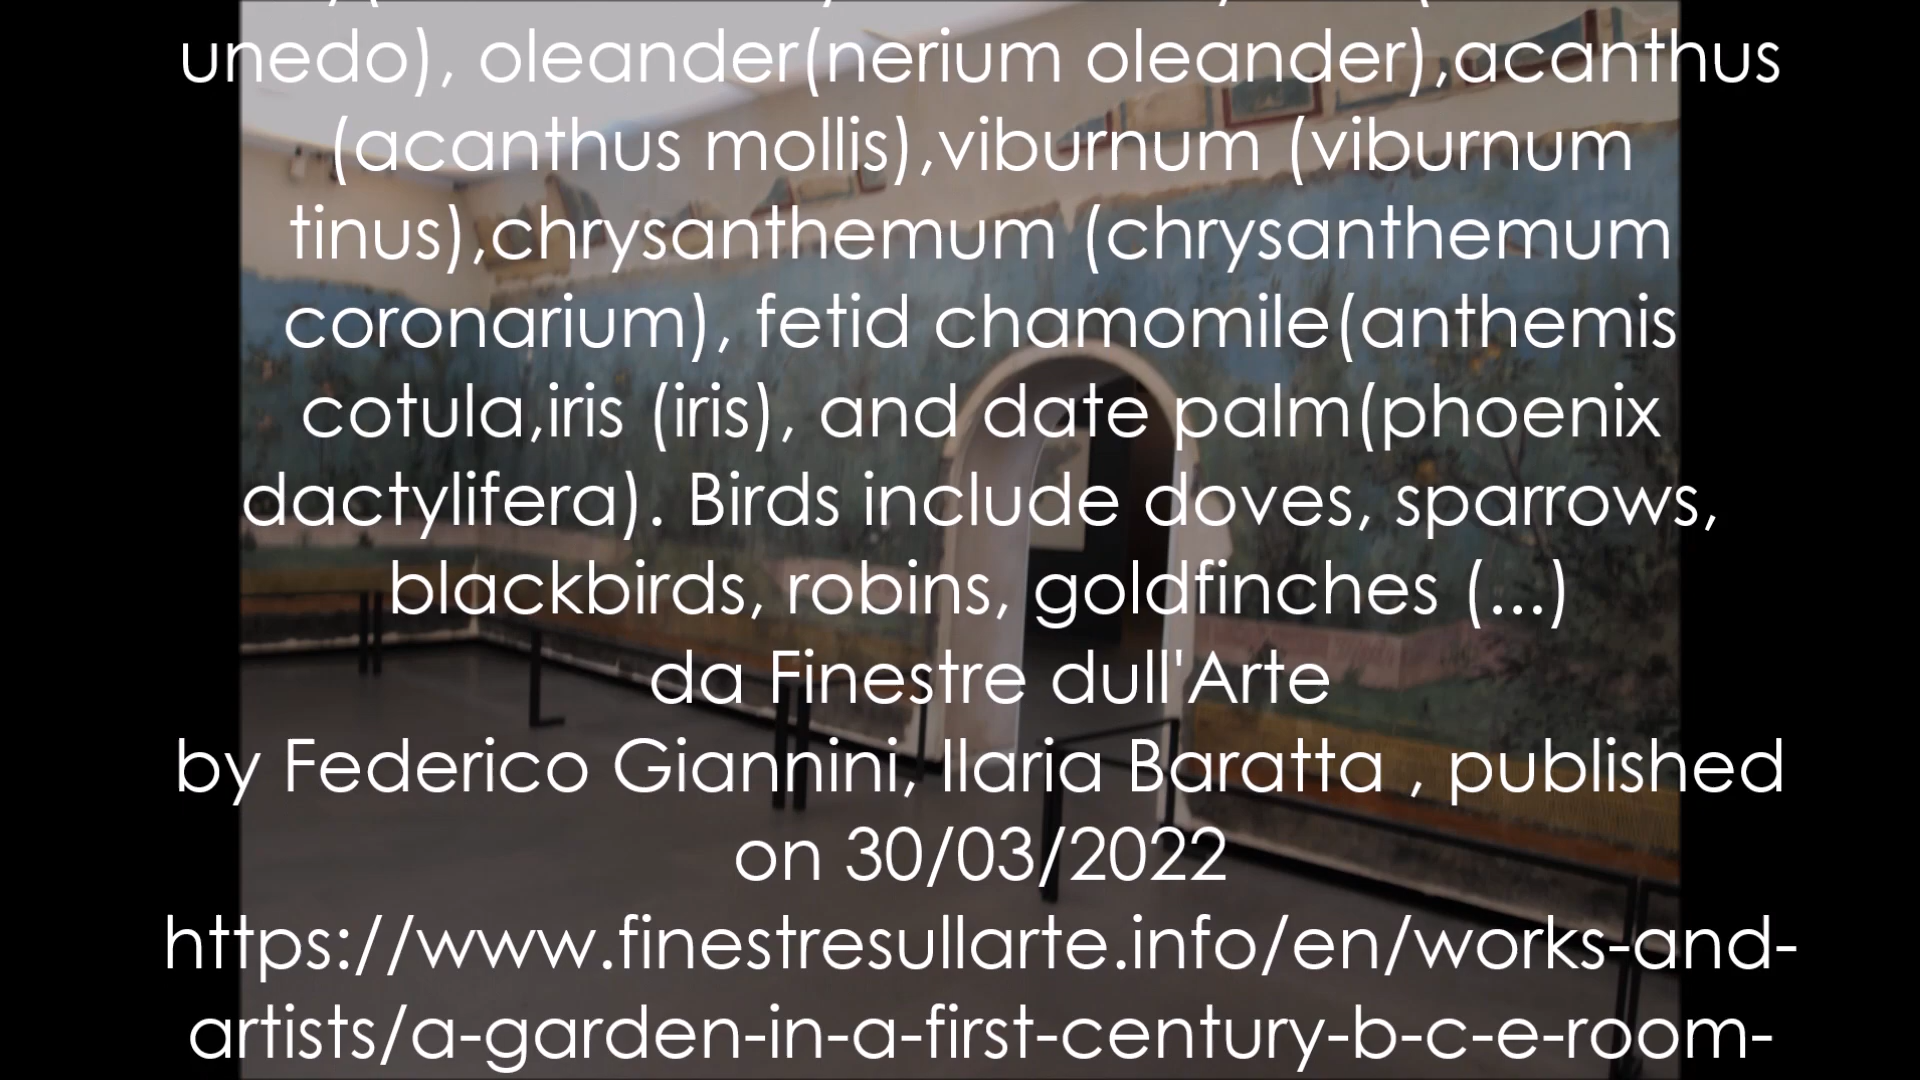 unedo), oleander(nerium oleander),acanthus
(acanthus mollis),viburnum (viburnum
tinus),chrysanthemum (chrysanthemum
coronarium), fetid chamomile(anthemis
cotula,iris (iris), and date palm(phoenix
dactylifera). Birds include doves, sparrows,
blackbirds, robins, goldfinches (...)
da Finestre dull'Arte
by Federico Giannini, Ilaria Baratta , published
on 30/03/2022
https://www.finestresullarte.info/en/works-and-
artists/a-garden-in-a-first-century-b-c-e-room-